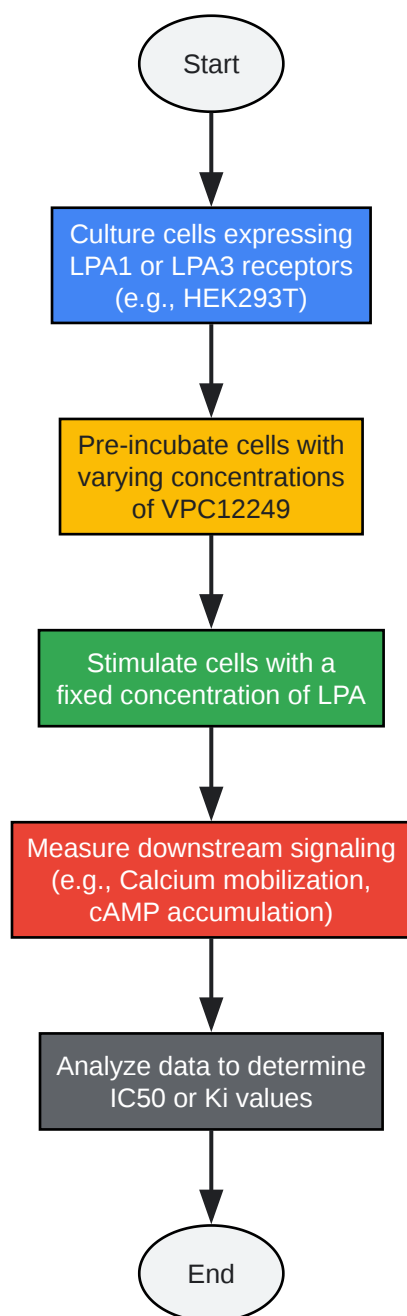 Start
Culture cells expressing
LPA1 or LPA3 receptors
(e.g., HEK293T)
Pre-incubate cells with
varying concentrations
of VPC12249
Stimulate cells with a
fixed concentration of LPA
Measure downstream signaling
(e.g., Calcium mobilization,
cAMP accumulation)
Analyze data to determine
IC50 or Ki values
End